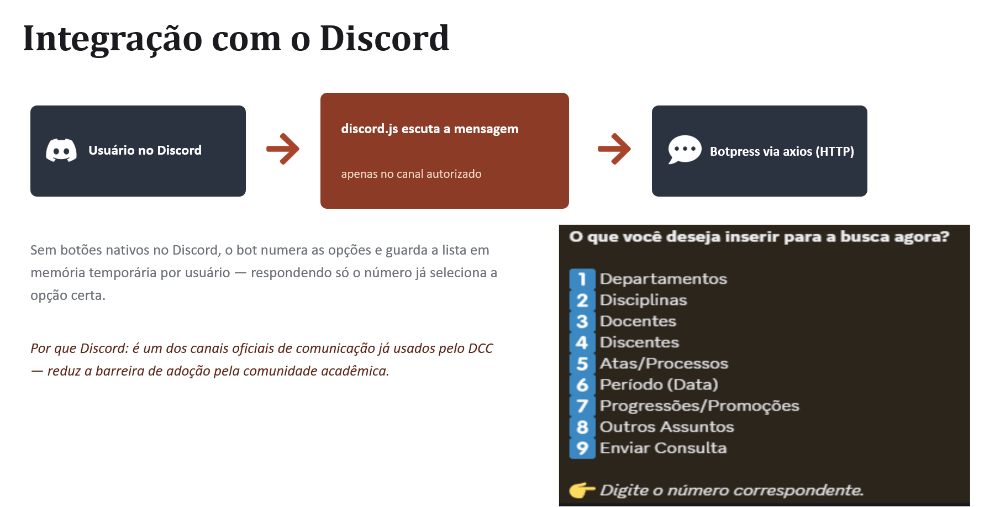 Integração com o Discord
Usuário no Discord
discord.js escuta a mensagem
apenas no canal autorizado
Botpress via axios (HTTP)
Sem botões nativos no Discord, o bot numera as opções e guarda a lista em
memória temporária por usuário — respondendo só o número já seleciona a
opção certa.
Por que Discord: é um dos canais oficiais de comunicação já usados pelo DCC
— reduz a barreira de adoção pela comunidade acadêmica.
O que você deseja inserir para a busca agora?
1 Departamentos
2 Disciplinas
3 Docentes
4 Discentes
5 Atas/Processos
6 Período (Data)
7 Progressões/Promoções
8 Outros Assuntos
9 Enviar Consulta
👉 Digite o número correspondente.